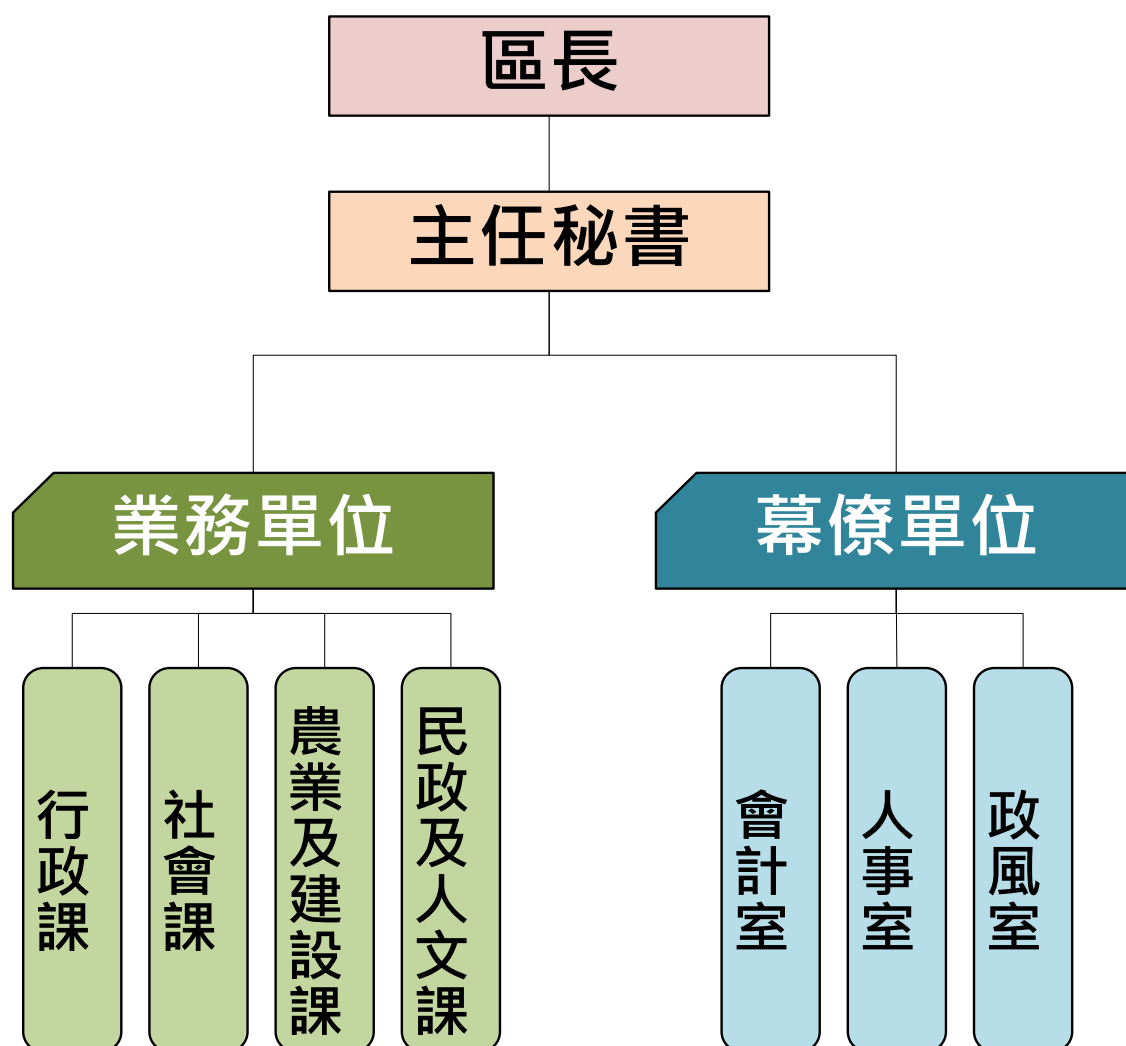 區長
主任秘書
業務單位
幕僚單位
行政課
社會課
農業及建設課
民政及人文課
會計室
人事室
政風室